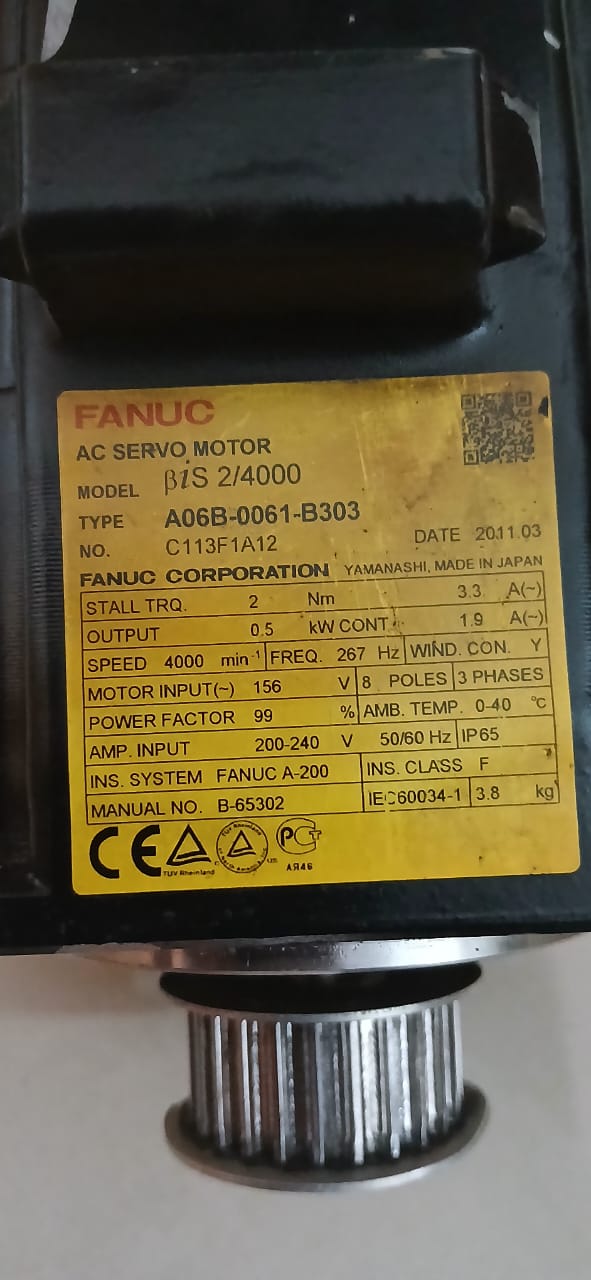 FANUC
AC SERVO MOTOR
MODEL βiS 2/4000
TYPE A06B-0061-B303
NO. C113F1A12 DATE 2011.03
FANUC CORPORATION YAMANASHI, MADE IN JAPAN
STALL TRQ. 2 Nm 3.3 A(~)
OUTPUT 0.5 kW CONT. 1.9 A(~)
SPEED 4000 min-1 FREQ. 267 Hz WIND. CON. Y
MOTOR INPUT(~) 156 V 8 POLES 3 PHASES
POWER FACTOR 99 % AMB. TEMP. 0-40 ℃
AMP. INPUT 200-240 V 50/60 Hz IP65
INS. SYSTEM FANUC A-200 INS. CLASS F
MANUAL NO. B-65302 IEC60034-1 3.8 kg
CE TÜV Rheinland PCT
C US
АЯ46